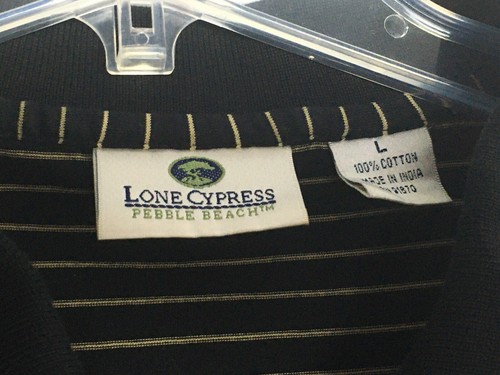 LONE CYPRESS
PEBBLE BEACH™
L
100% COTTON
MADE IN INDIA